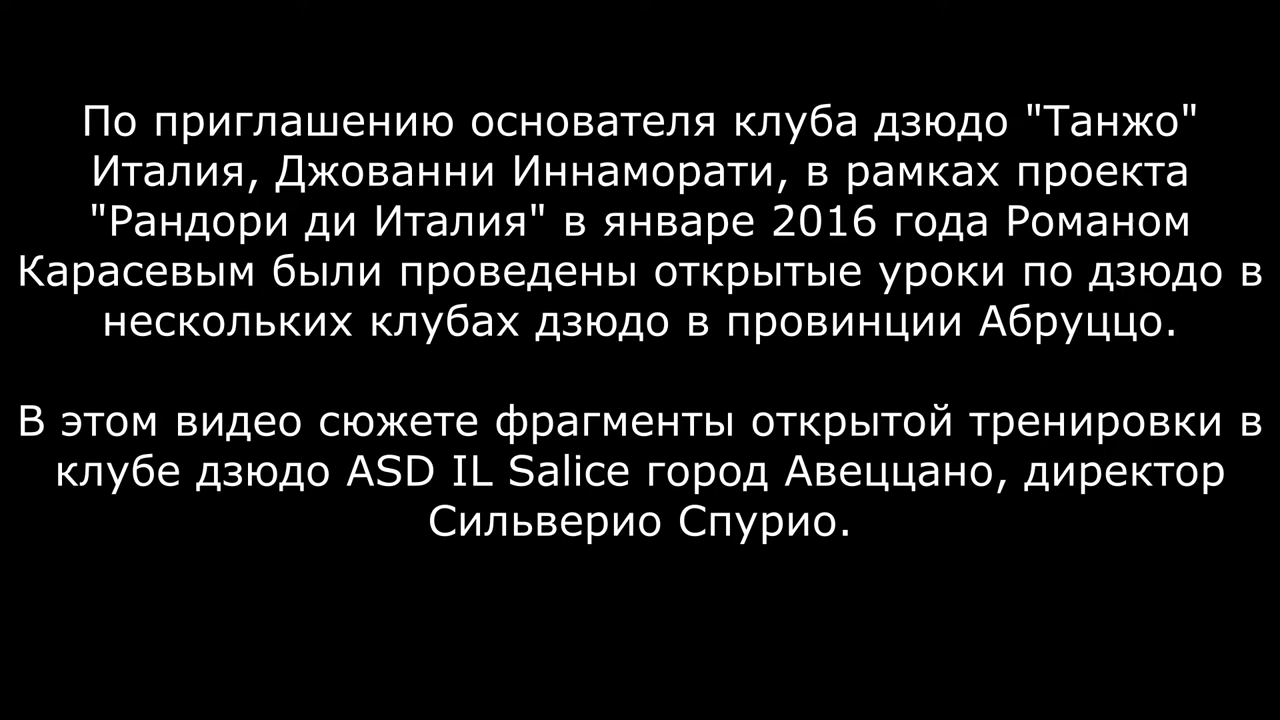 По приглашению основателя клуба дзюдо "Танжо"
Италия, Джованни Иннаморати, в рамках проекта
"Рандори ди Италия" в январе 2016 года Романом
Карасевым были проведены открытые уроки по дзюдо в
нескольких клубах дзюдо в провинции Абруццо.
В этом видео сюжете фрагменты открытой тренировки в
клубе дзюдо ASD IL Salice город Авеццано, директор
Сильверио Спурио.